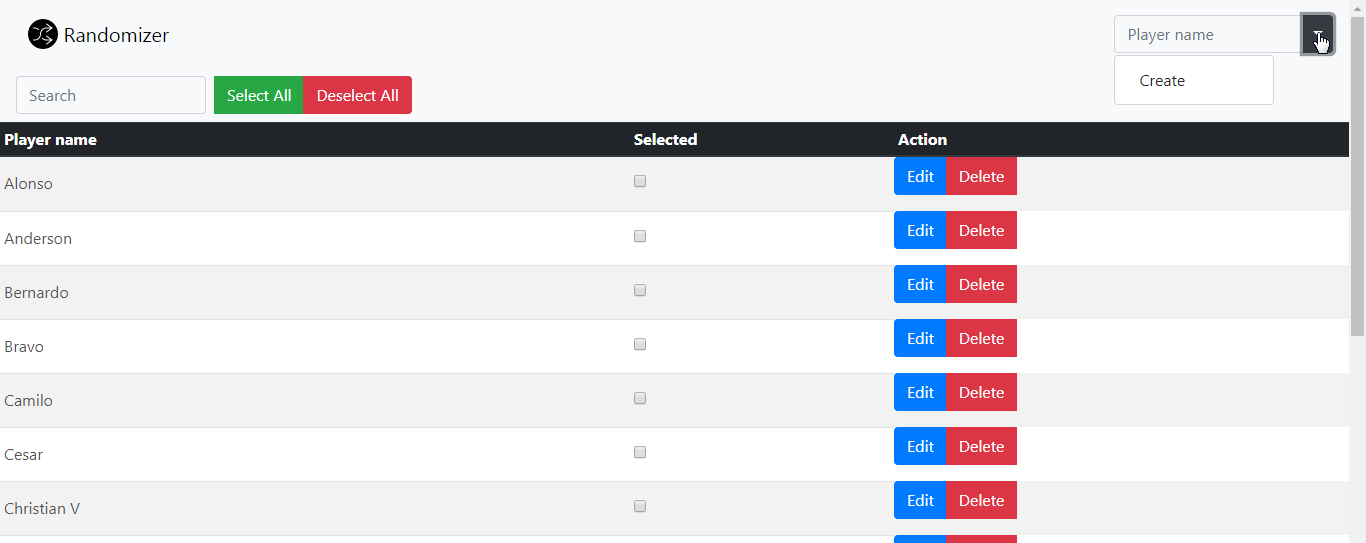 Randomizer
Player name
Create
Search
Select All
Deselect All
Player name Selected Action
Alonso Edit Delete
Anderson Edit Delete
Bernardo Edit Delete
Bravo Edit Delete
Camilo Edit Delete
Cesar Edit Delete
Christian V Edit Delete